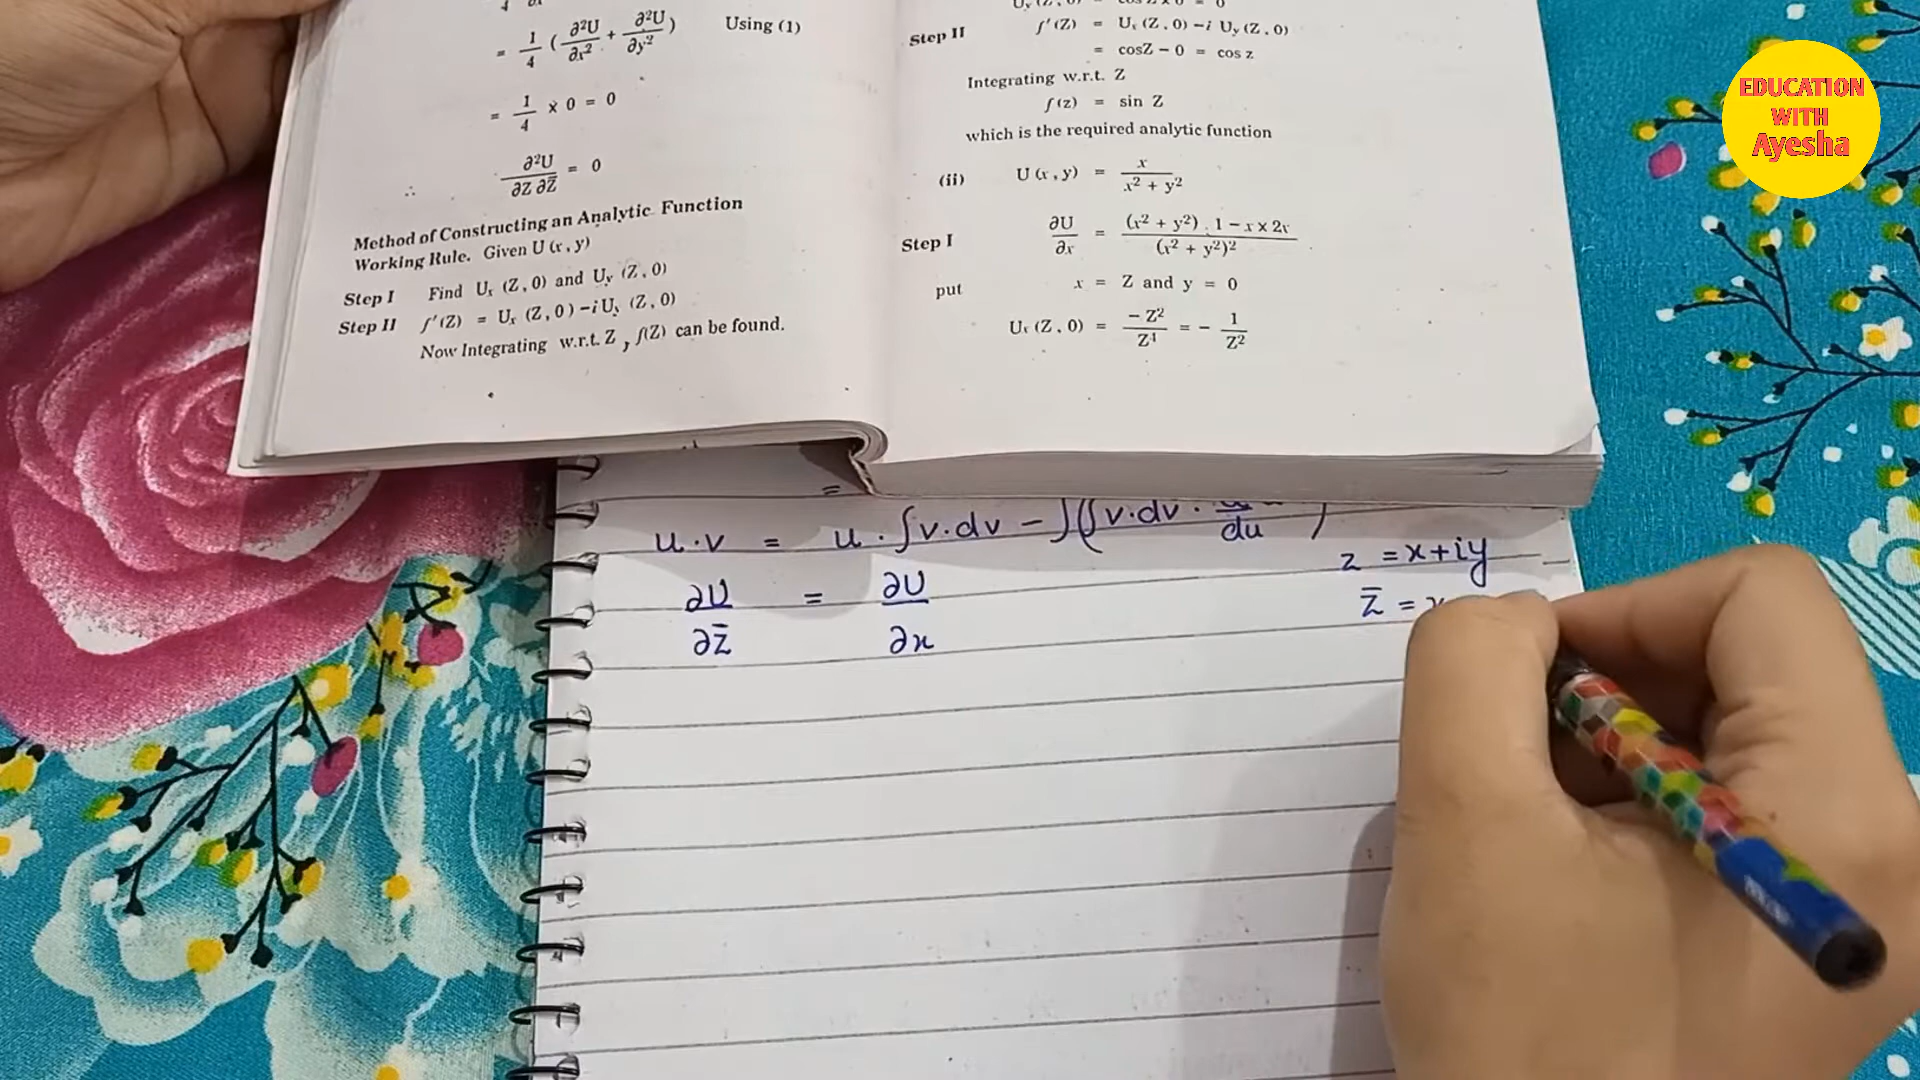 = 1/4 ( ∂²U/∂x² + ∂²U/∂y² ) Using (1)
= 1/4 × 0 = 0
∴ ∂²U/∂Z ∂Z̅ = 0
Method of Constructing an Analytic Function
Working Rule. Given U (x , y)
Step I Find Uₓ (Z , 0) and Uᵧ (Z , 0)
Step II f′(Z) = Uₓ (Z , 0) – i Uᵧ (Z , 0)
Now Integrating w.r.t. Z , f(Z) can be found.
Step II f′(Z) = Uₓ (Z , 0) – i Uᵧ (Z , 0)
= cosZ – 0 = cos z
Integrating w.r.t. Z
f(z) = sin Z
which is the required analytic function
(ii) U (x , y) = x/(x² + y²)
Step I ∂U/∂x = ((x² + y²) . 1 – x × 2x)/(x² + y²)²
put x = Z and y = 0
Uₓ (Z , 0) = – Z²/Z⁴ = – 1/Z²
EDUCATION
WITH
Ayesha
=
u . v = u . ∫v.dv – ∫(∫v.dv . du )
z = x+iy
∂U/∂z̅ = ∂U/∂x
z̅ = x